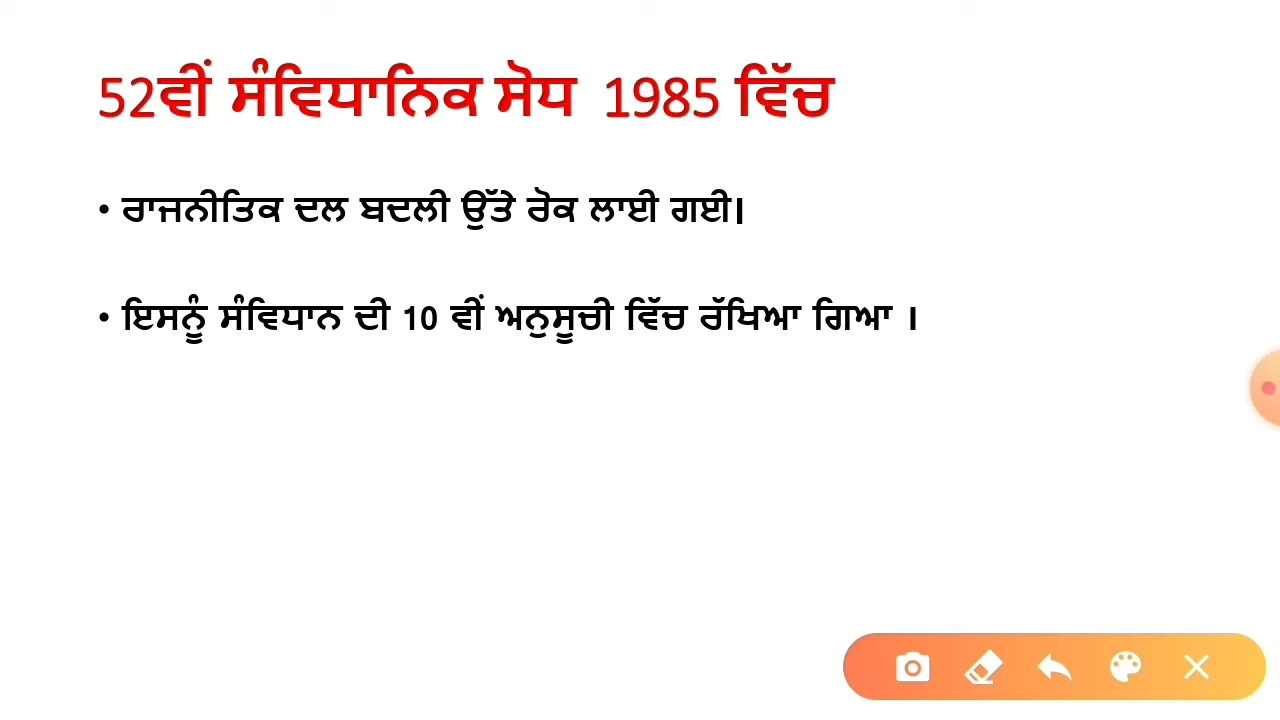 52ਵੀਂ ਸੰਵਿਧਾਨਿਕ ਸੋਧ 1985 ਵਿੱਚ
• ਰਾਜਨੀਤਿਕ ਦਲ ਬਦਲੀ ਉੱਤੇ ਰੋਕ ਲਾਈ ਗਈ।
• ਇਸਨੂੰ ਸੰਵਿਧਾਨ ਦੀ 10 ਵੀਂ ਅਨੁਸੂਚੀ ਵਿੱਚ ਰੱਖਿਆ ਗਿਆ ।